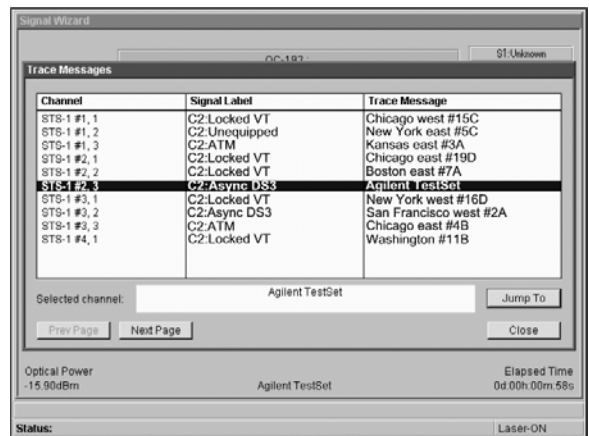 Signal Wizard
OC-192 :
S1:Unknown
Trace Messages
Channel Signal Label Trace Message
STS-1 #1, 1 C2:Locked VT Chicago west #15C
STS-1 #1, 2 C2:Unequipped New York east #5C
STS-1 #1, 3 C2:ATM Kansas east #3A
STS-1 #2, 1 C2:Locked VT Chicago east #19D
STS-1 #2, 2 C2:Locked VT Boston east #7A
STS-1 #2, 3 C2:Async DS3 Agilent TestSet
STS-1 #3, 1 C2:Locked VT New York west #16D
STS-1 #3, 2 C2:Async DS3 San Francisco west #2A
STS-1 #3, 3 C2:ATM Chicago east #4B
STS-1 #4, 1 C2:Locked VT Washington #11B
Selected channel: Agilent TestSet Jump To
Prev Page Next Page Close
Optical Power Elapsed Time
-15.90dBm Agilent TestSet 0d:00h:00m:58s
Status: Laser-ON